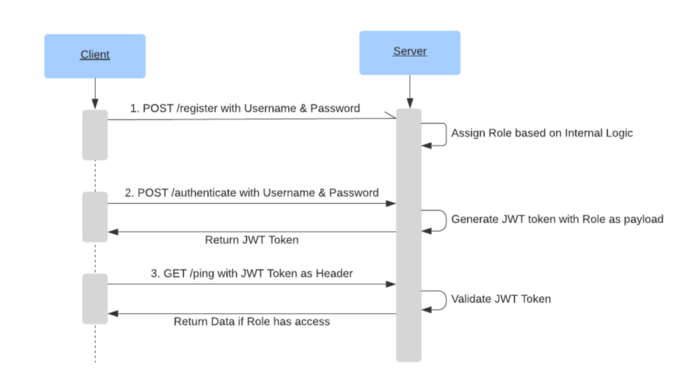 Client
Server
1. POST /register with Username & Password
Assign Role based on Internal Logic
2. POST /authenticate with Username & Password
Generate JWT token with Role as payload
Return JWT Token
3. GET /ping with JWT Token as Header
Validate JWT Token
Return Data if Role has access